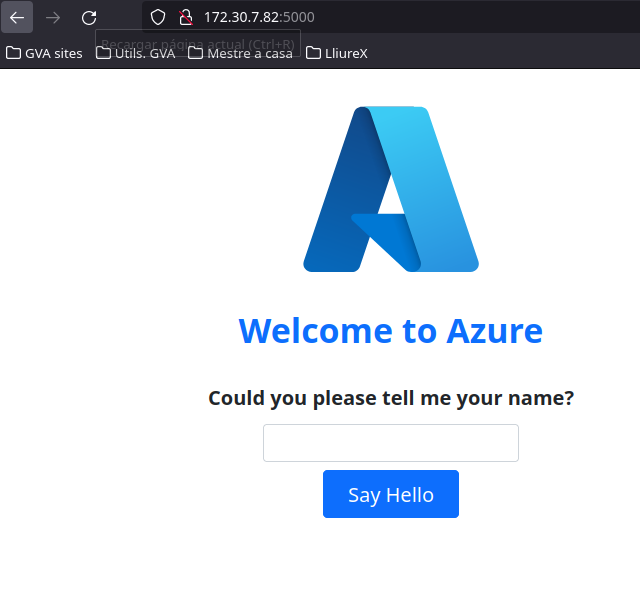 172.30.7.82:5000
Recargar página actual (Ctrl+R)
GVA sites Utils. GVA Mestre a casa LliureX
Welcome to Azure
Could you please tell me your name?
Say Hello